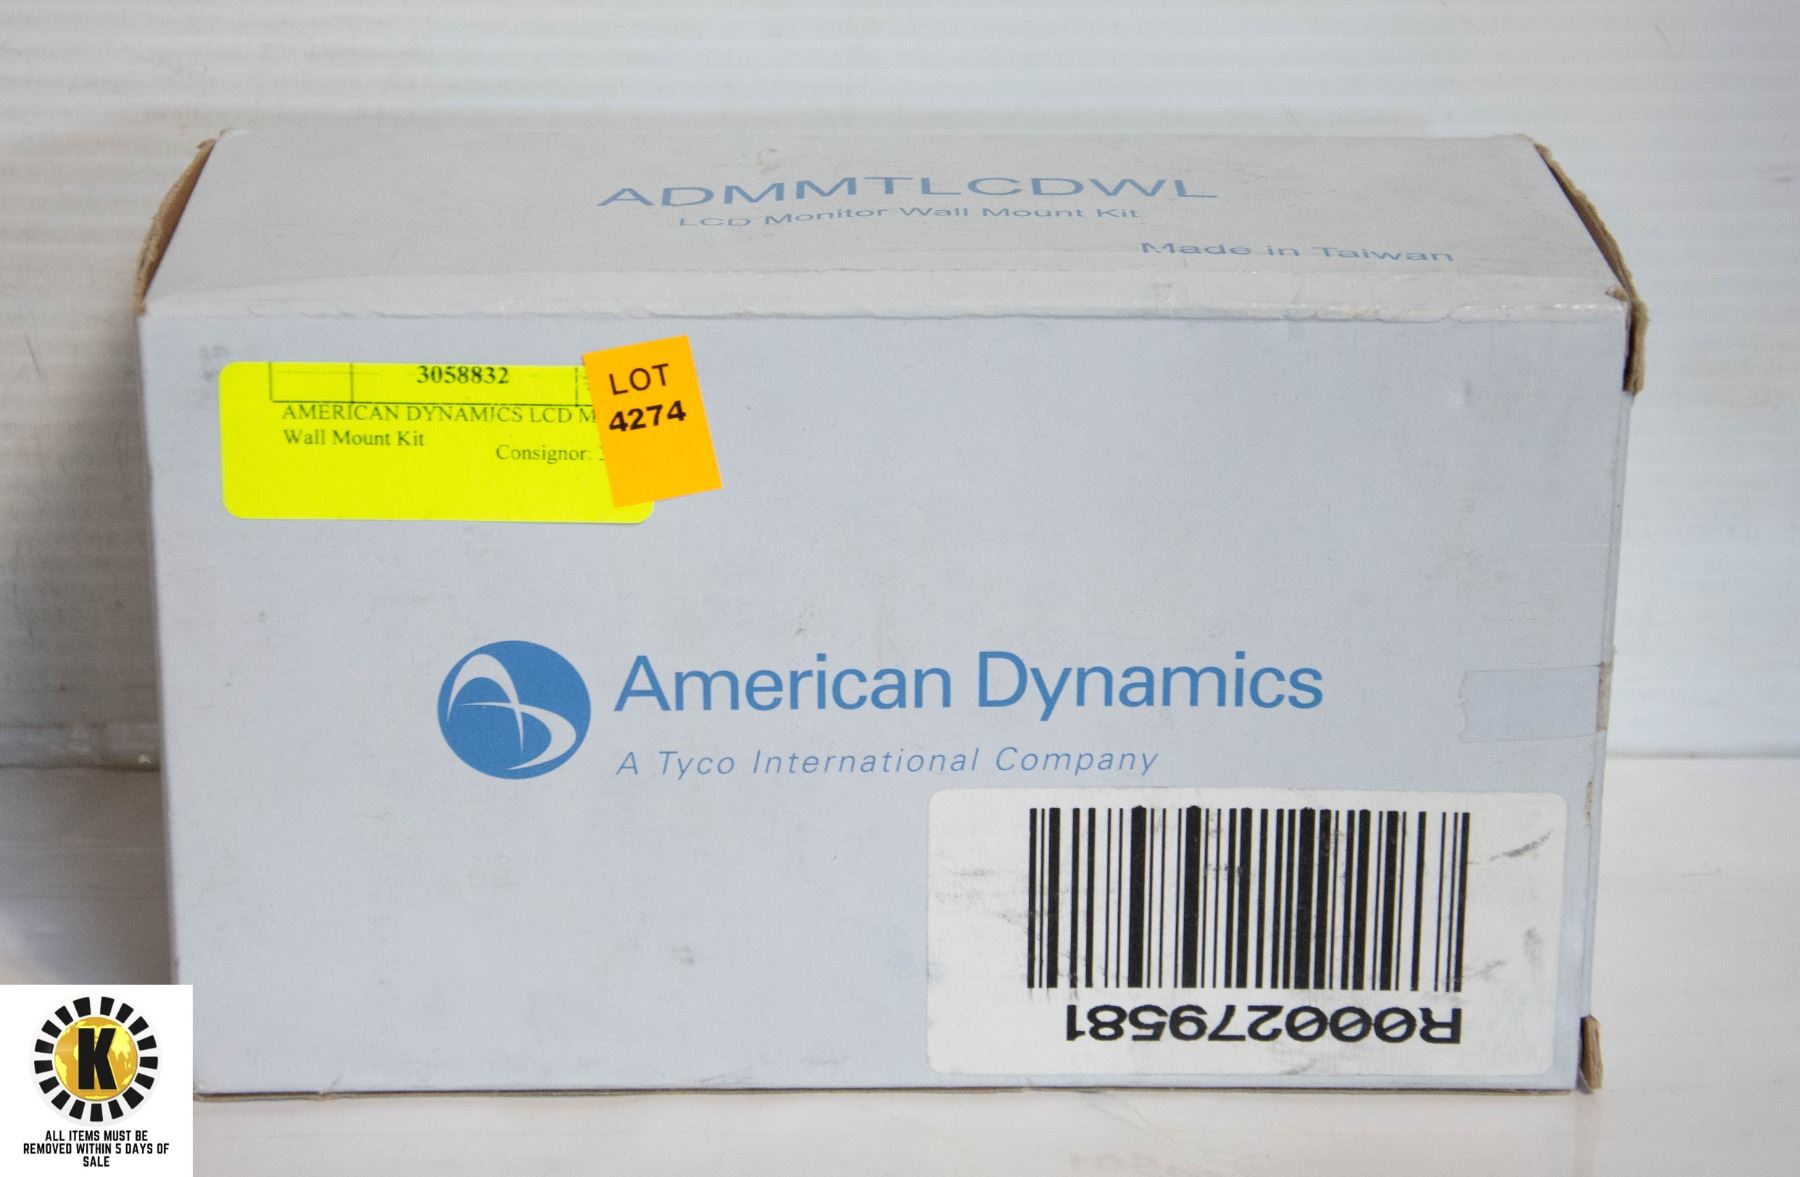 ADMMTLCDWL
LCD Monitor Wall Mount Kit
Made in Taiwan
3058832
AMERICAN DYNAMICS LCD M
Wall Mount Kit
Consignor:
LOT
4274
American Dynamics
A Tyco International Company
R000279581
K
ALL ITEMS MUST BE
REMOVED WITHIN 5 DAYS OF
SALE